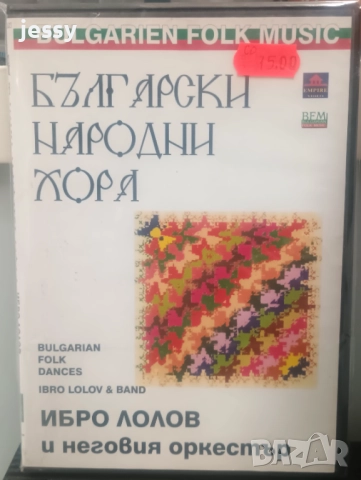 jessy
BULGARIEN FOLK MUSIC
15.00
БЪЛГАРСКИ
НАРОДНИ
ХОРА
EMPIRE
BEM
BULGARIAN
FOLK
DANCES
IBRO LOLOV & BAND
ИБРО ЛОЛОВ
и неговия оркестър
bazar